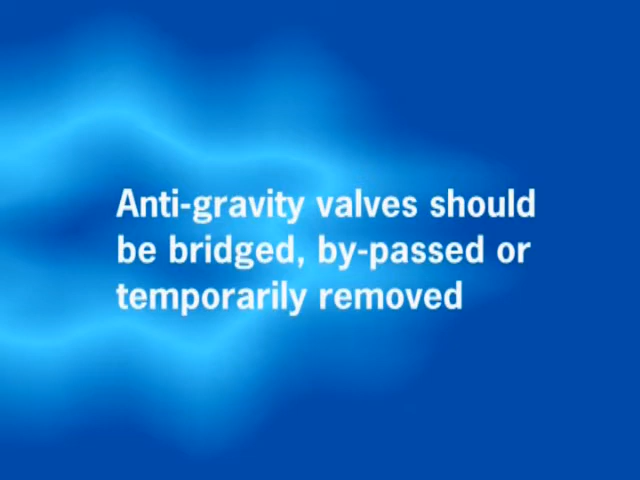 Anti-gravity valves should
be bridged, by-passed or
temporarily removed